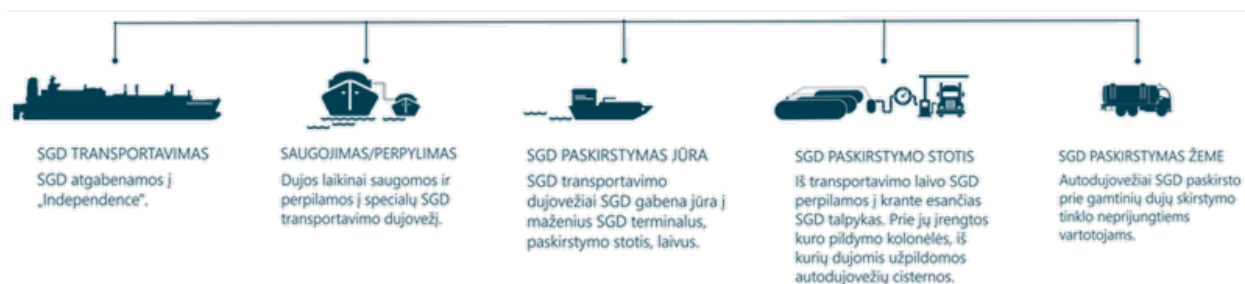 SGD TRANSPORTAVIMAS
SGD atgabenamos į
„Independence".
SAUGOJIMAS/PERPYLIMAS
Dujos laikinai saugomos ir
perpilamos į specialų SGD
transportavimo dujovežį.
SGD PASKIRSTYMAS JŪRA
SGD transportavimo
dujovežiai SGD gabena jūra į
maženius SGD terminalus,
paskirstymo stotis, laivus.
SGD PASKIRSTYMO STOTIS
Iš transportavimo laivo SGD
perpilamos į krante esančias
SGD talpykas. Prie jų įrengtos
kuro pildymo kolonėlės, iš
kurių dujomis užpildomos
autodujovežių cisternos.
SGD PASKIRSTYMAS ŽEME
Autodujovežiai SGD paskirsto
prie gamtinių dujų skirstymo
tinklo neprijungtiems
vartotojams.